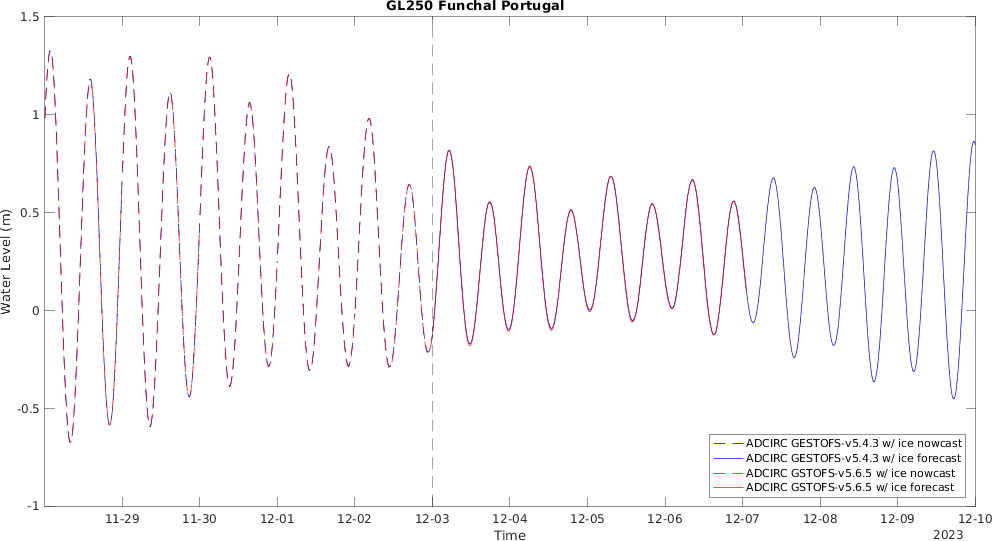 GL250 Funchal Portugal
1.5
1
0.5
0
-0.5
-1
Water Level (m)
11-29 11-30 12-01 12-02 12-03 12-04 12-05 12-06 12-07 12-08 12-09 12-10
Time
2023
ADCIRC GESTOFS-v5.4.3 w/ ice nowcast
ADCIRC GESTOFS-v5.4.3 w/ ice forecast
ADCIRC GSTOFS-v5.6.5 w/ ice nowcast
ADCIRC GSTOFS-v5.6.5 w/ ice forecast